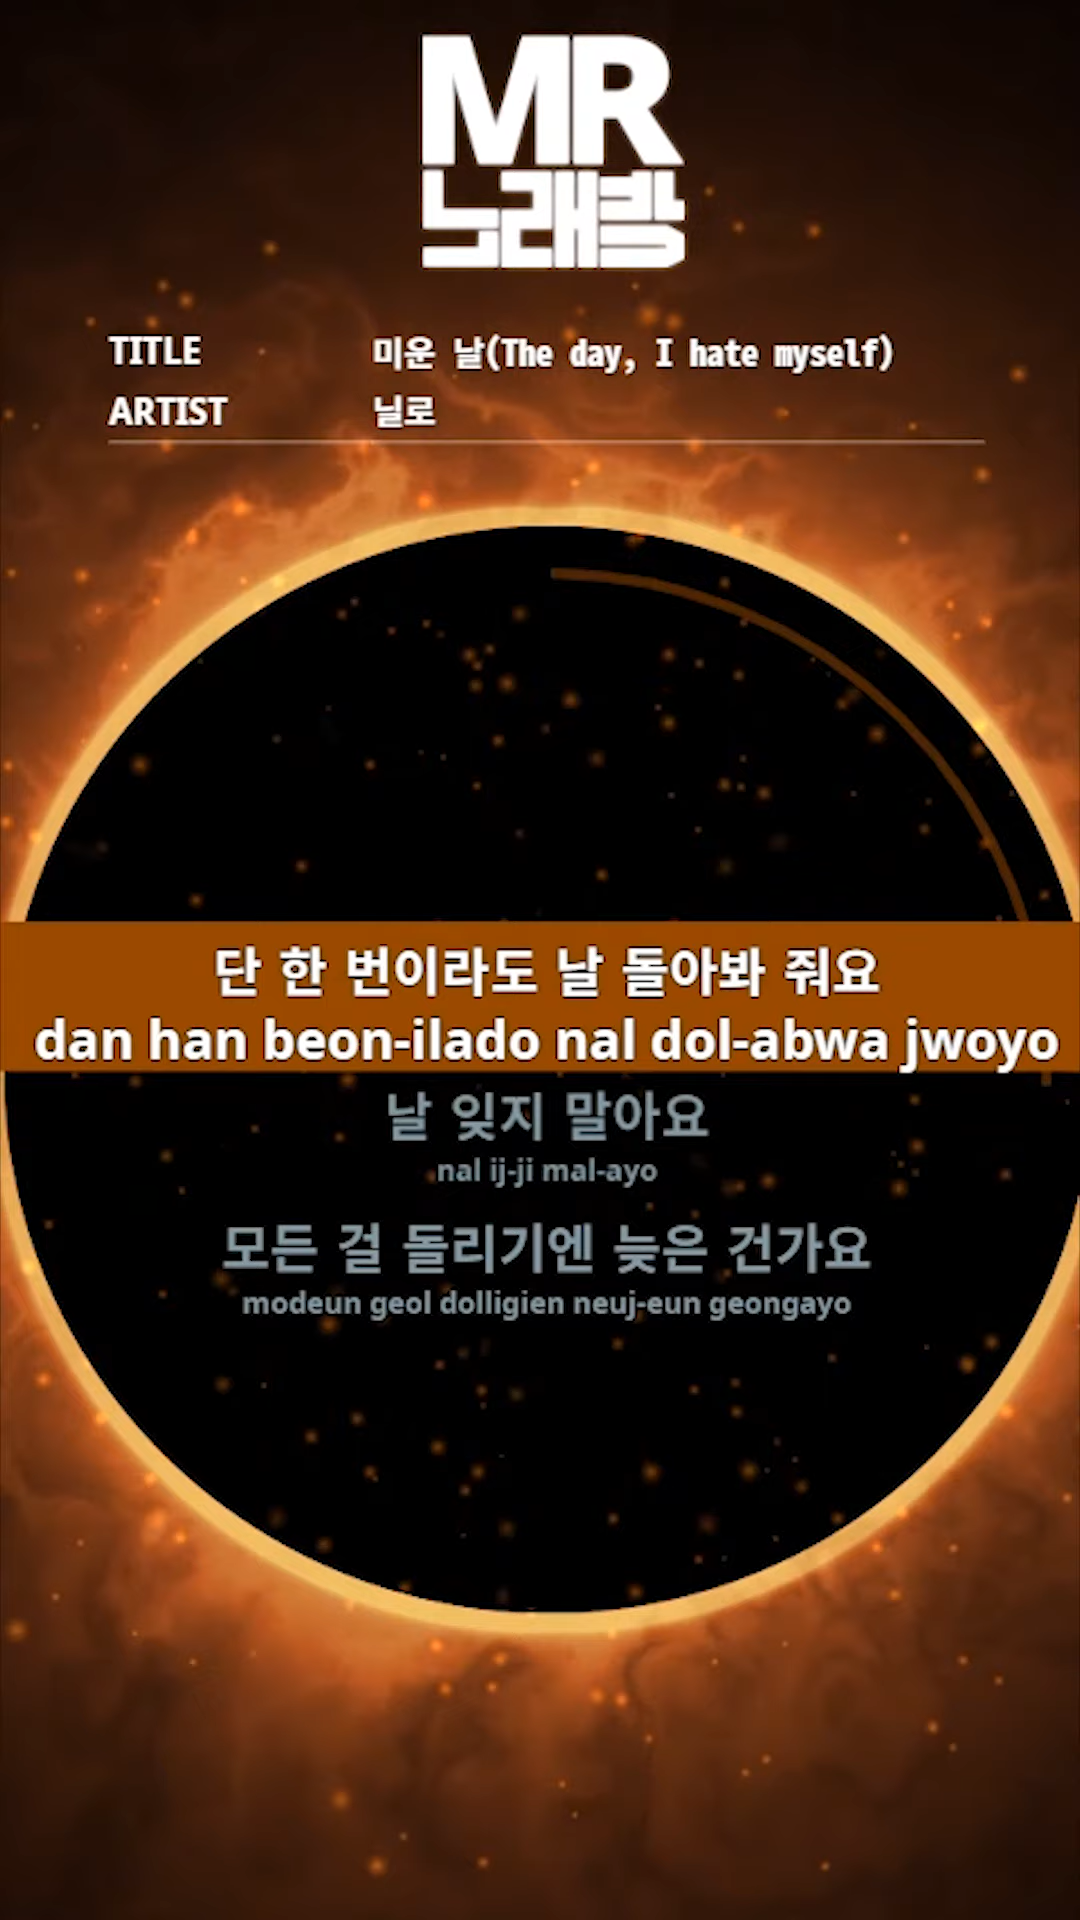 MR
노래방
TITLE 미운 날(The day, I hate myself)
ARTIST 닐로
단 한 번이라도 날 돌아봐 줘요
dan han beon-ilado nal dol-abwa jwoyo
날 잊지 말아요
nal ij-ji mal-ayo
모든 걸 돌리기엔 늦은 건가요
modeun geol dolligien neuj-eun geongayo